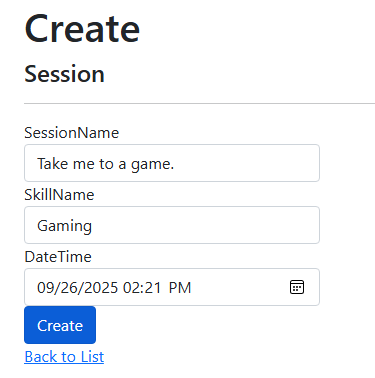 Create
Session
SessionName
Take me to a game.
SkillName
Gaming
DateTime
09/26/2025 02:21 PM
Create
Back to List